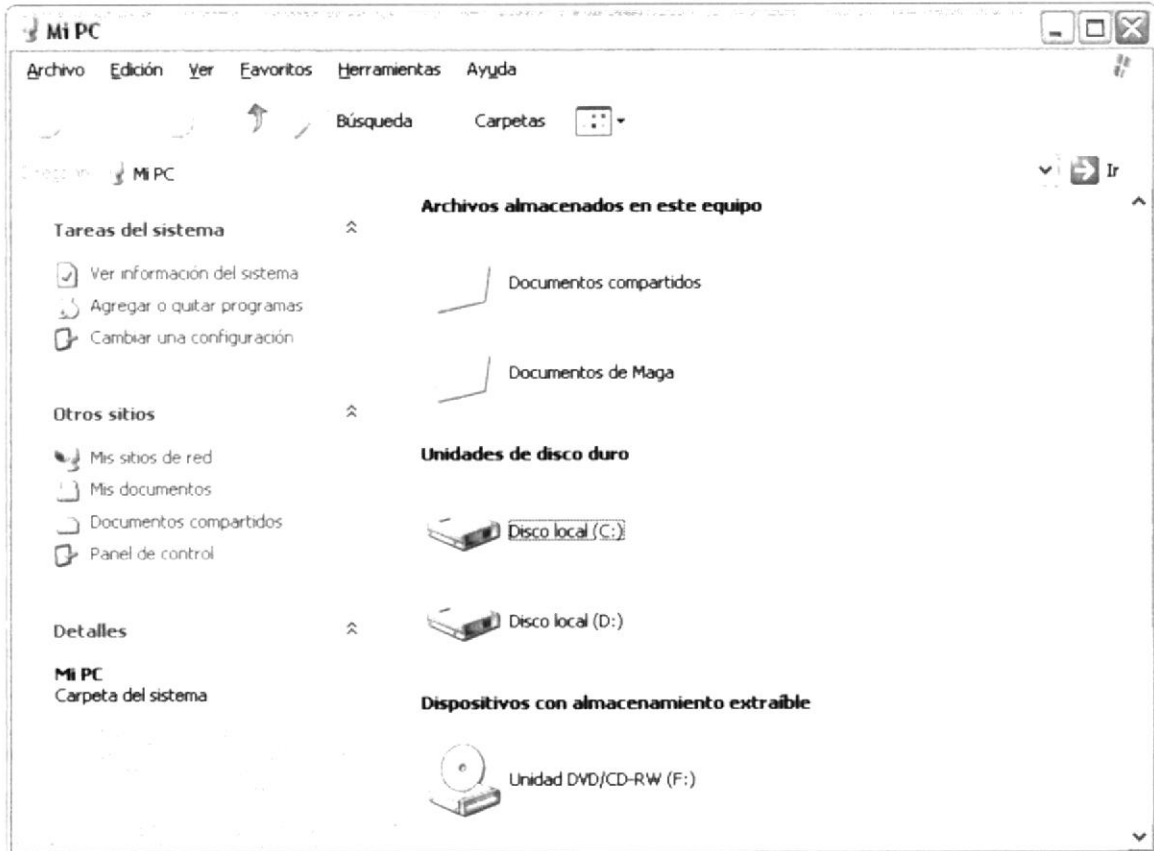 Mi PC
Archivo Edición Ver Favoritos Herramientas Ayuda
Búsqueda Carpetas
Mi PC Ir
Tareas del sistema
Ver información del sistema
Agregar o quitar programas
Cambiar una configuración
Otros sitios
Mis sitios de red
Mis documentos
Documentos compartidos
Panel de control
Detalles
Mi PC
Carpeta del sistema
Archivos almacenados en este equipo
Documentos compartidos
Documentos de Maga
Unidades de disco duro
Disco local (C:)
Disco local (D:)
Dispositivos con almacenamiento extraíble
Unidad DVD/CD-RW (F:)